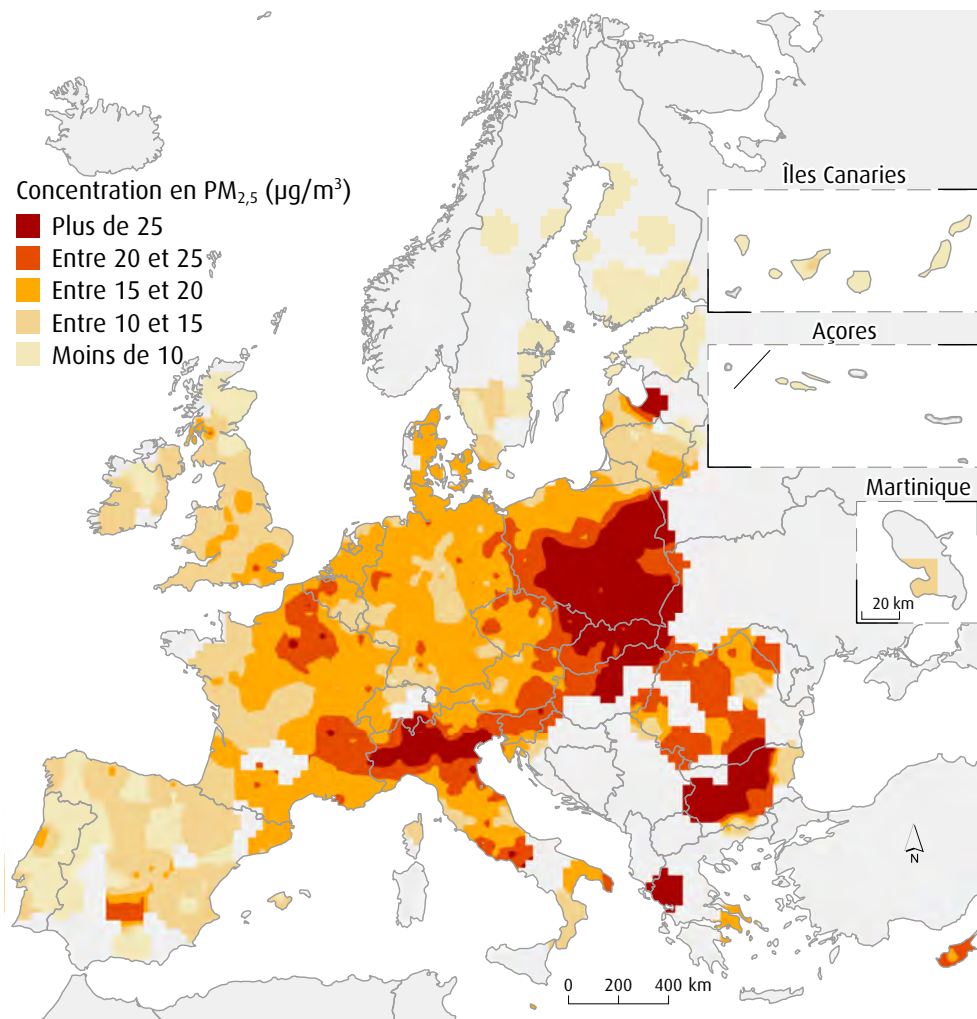 Concentration en PM2,5 (µg/m³)
Plus de 25
Entre 20 et 25
Entre 15 et 20
Entre 10 et 15
Moins de 10
Îles Canaries
Açores
Martinique
20 km
N
0 200 400 km